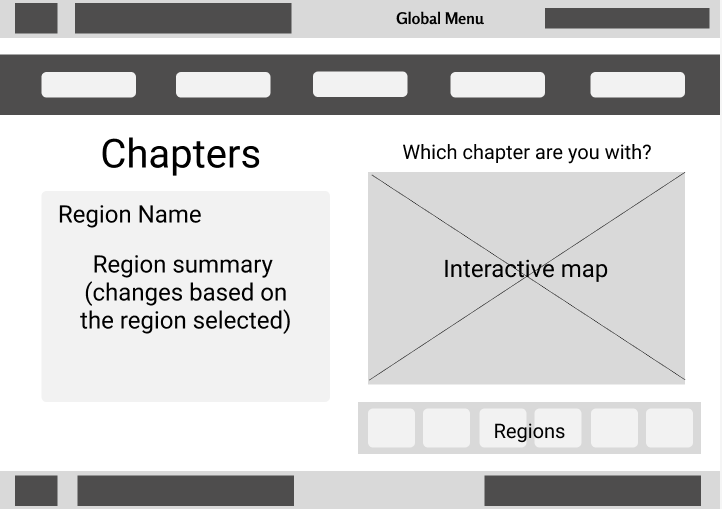 Global Menu
Chapters
Which chapter are you with?
Region Name
Region summary
(changes based on
the region selected)
Interactive map
Regions